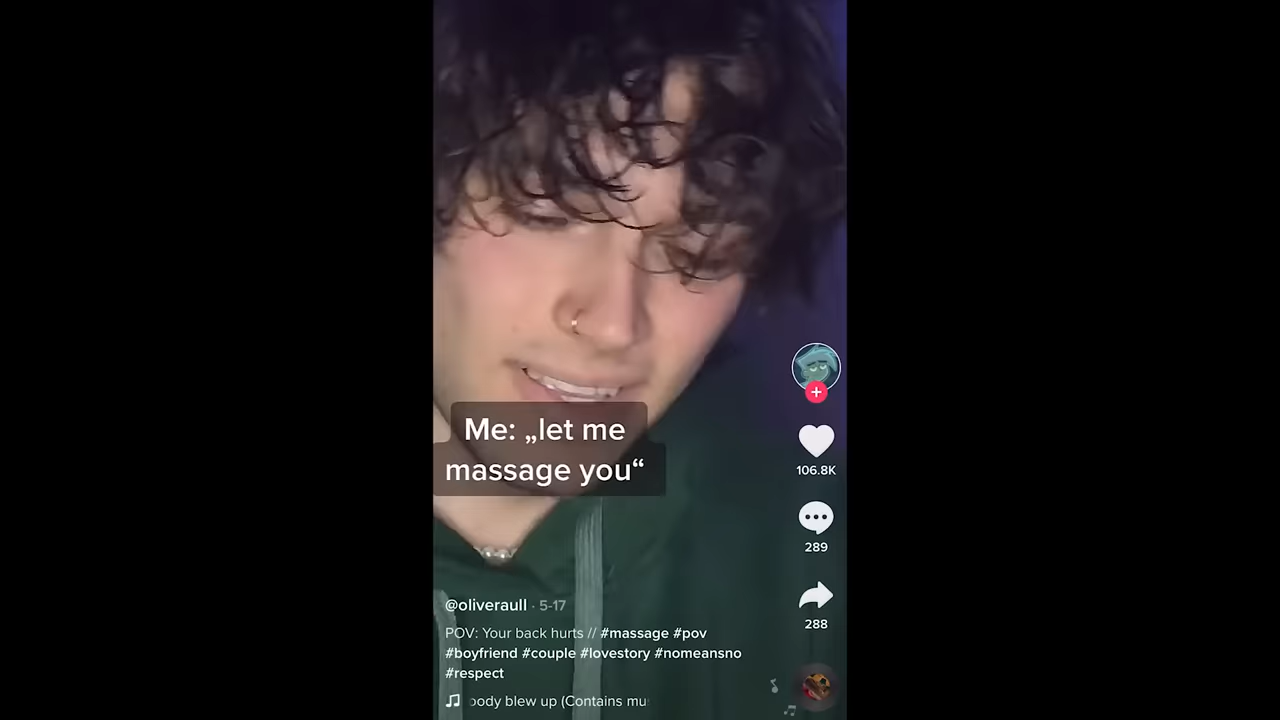 Me: „let me
massage you“
106.8K
289
288
@oliveraull · 5-17
POV: Your back hurts // #massage #pov
#boyfriend #couple #lovestory #nomeansno
#respect
body blew up (Contains mu